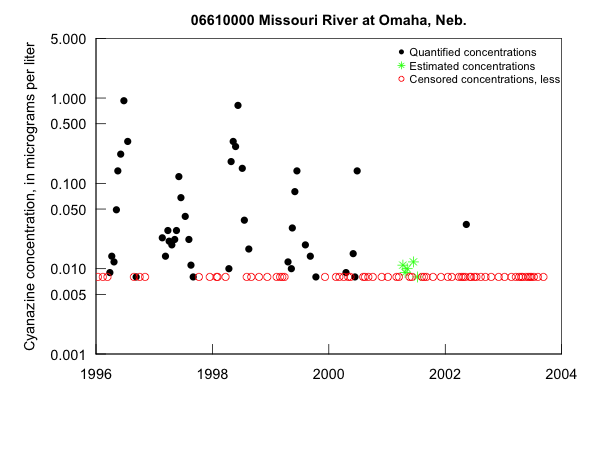 06610000 Missouri River at Omaha, Neb.
Cyanazine concentration, in micrograms per liter
5.000
1.000
0.500
0.100
0.050
0.010
0.005
0.001
Quantified concentrations
Estimated concentrations
Censored concentrations, less
1996 1998 2000 2002 2004